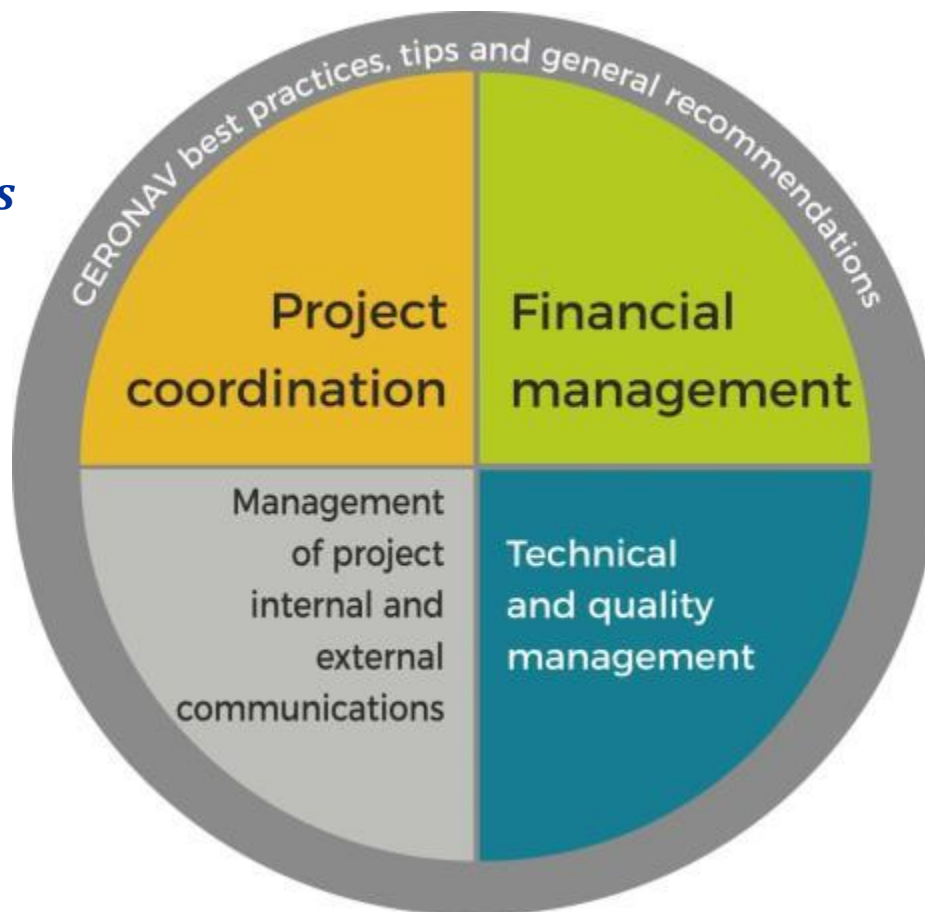 s
CERONAV best practices, tips and general recommendations
Project
coordination
Financial
management
Management
of project
internal and
external
communications
Technical
and quality
management